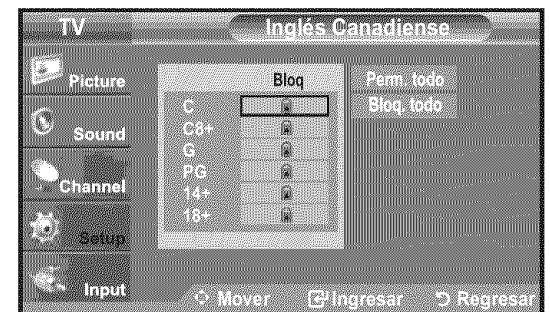 TV
Inglés Canadiense
Picture
Sound
Channel
Setup
Input
Bloq
C
C8+
G
PG
14+
18+
Perm. todo
Bloq. todo
Mover Ingresar Regresar